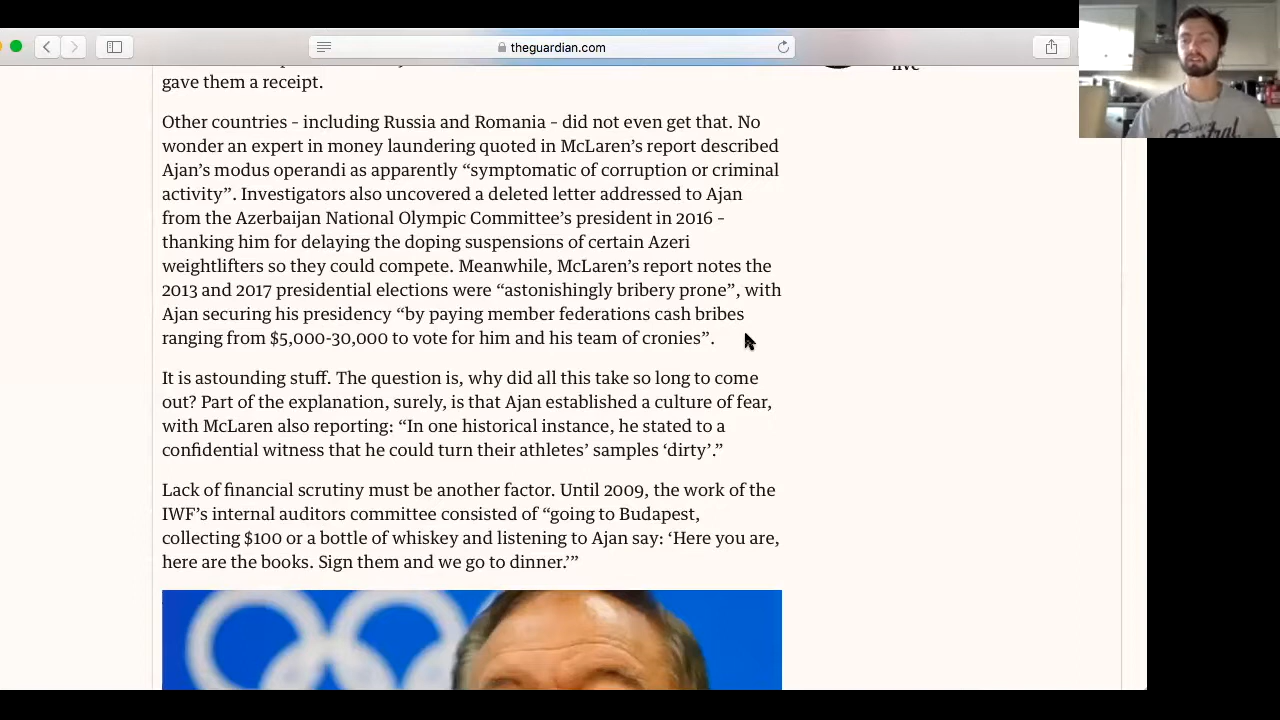 theguardian.com
live
gave them a receipt.
Other countries – including Russia and Romania – did not even get that. No
wonder an expert in money laundering quoted in McLaren’s report described
Ajan’s modus operandi as apparently “symptomatic of corruption or criminal
activity”. Investigators also uncovered a deleted letter addressed to Ajan
from the Azerbaijan National Olympic Committee’s president in 2016 –
thanking him for delaying the doping suspensions of certain Azeri
weightlifters so they could compete. Meanwhile, McLaren’s report notes the
2013 and 2017 presidential elections were “astonishingly bribery prone”, with
Ajan securing his presidency “by paying member federations cash bribes
ranging from $5,000-30,000 to vote for him and his team of cronies”.
It is astounding stuff. The question is, why did all this take so long to come
out? Part of the explanation, surely, is that Ajan established a culture of fear,
with McLaren also reporting: “In one historical instance, he stated to a
confidential witness that he could turn their athletes’ samples ‘dirty’.”
Lack of financial scrutiny must be another factor. Until 2009, the work of the
IWF’s internal auditors committee consisted of “going to Budapest,
collecting $100 or a bottle of whiskey and listening to Ajan say: ‘Here you are,
here are the books. Sign them and we go to dinner.’”